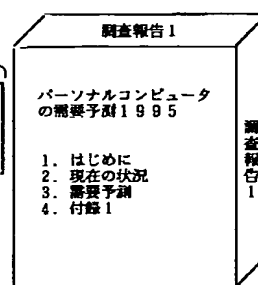 調査報告1
パーソナルコンピュータ
の需要予測1995
1. はじめに
2. 現在の状況
3. 需要予測
4. 付録1
調査報告1